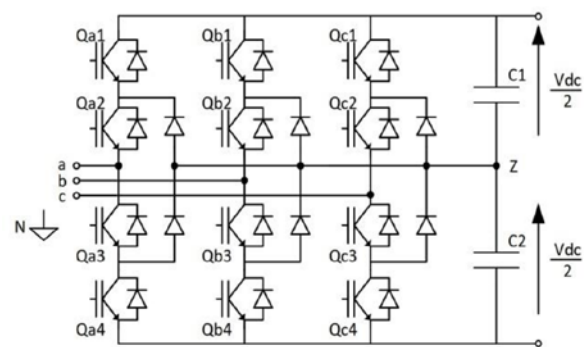 Qa1 Qb1 Qc1
C1
Vdc
2
Qa2 Qb2 Qc2
a
b
c
Z
N
Qa3 Qb3 Qc3
C2
Vdc
2
Qa4 Qb4 Qc4